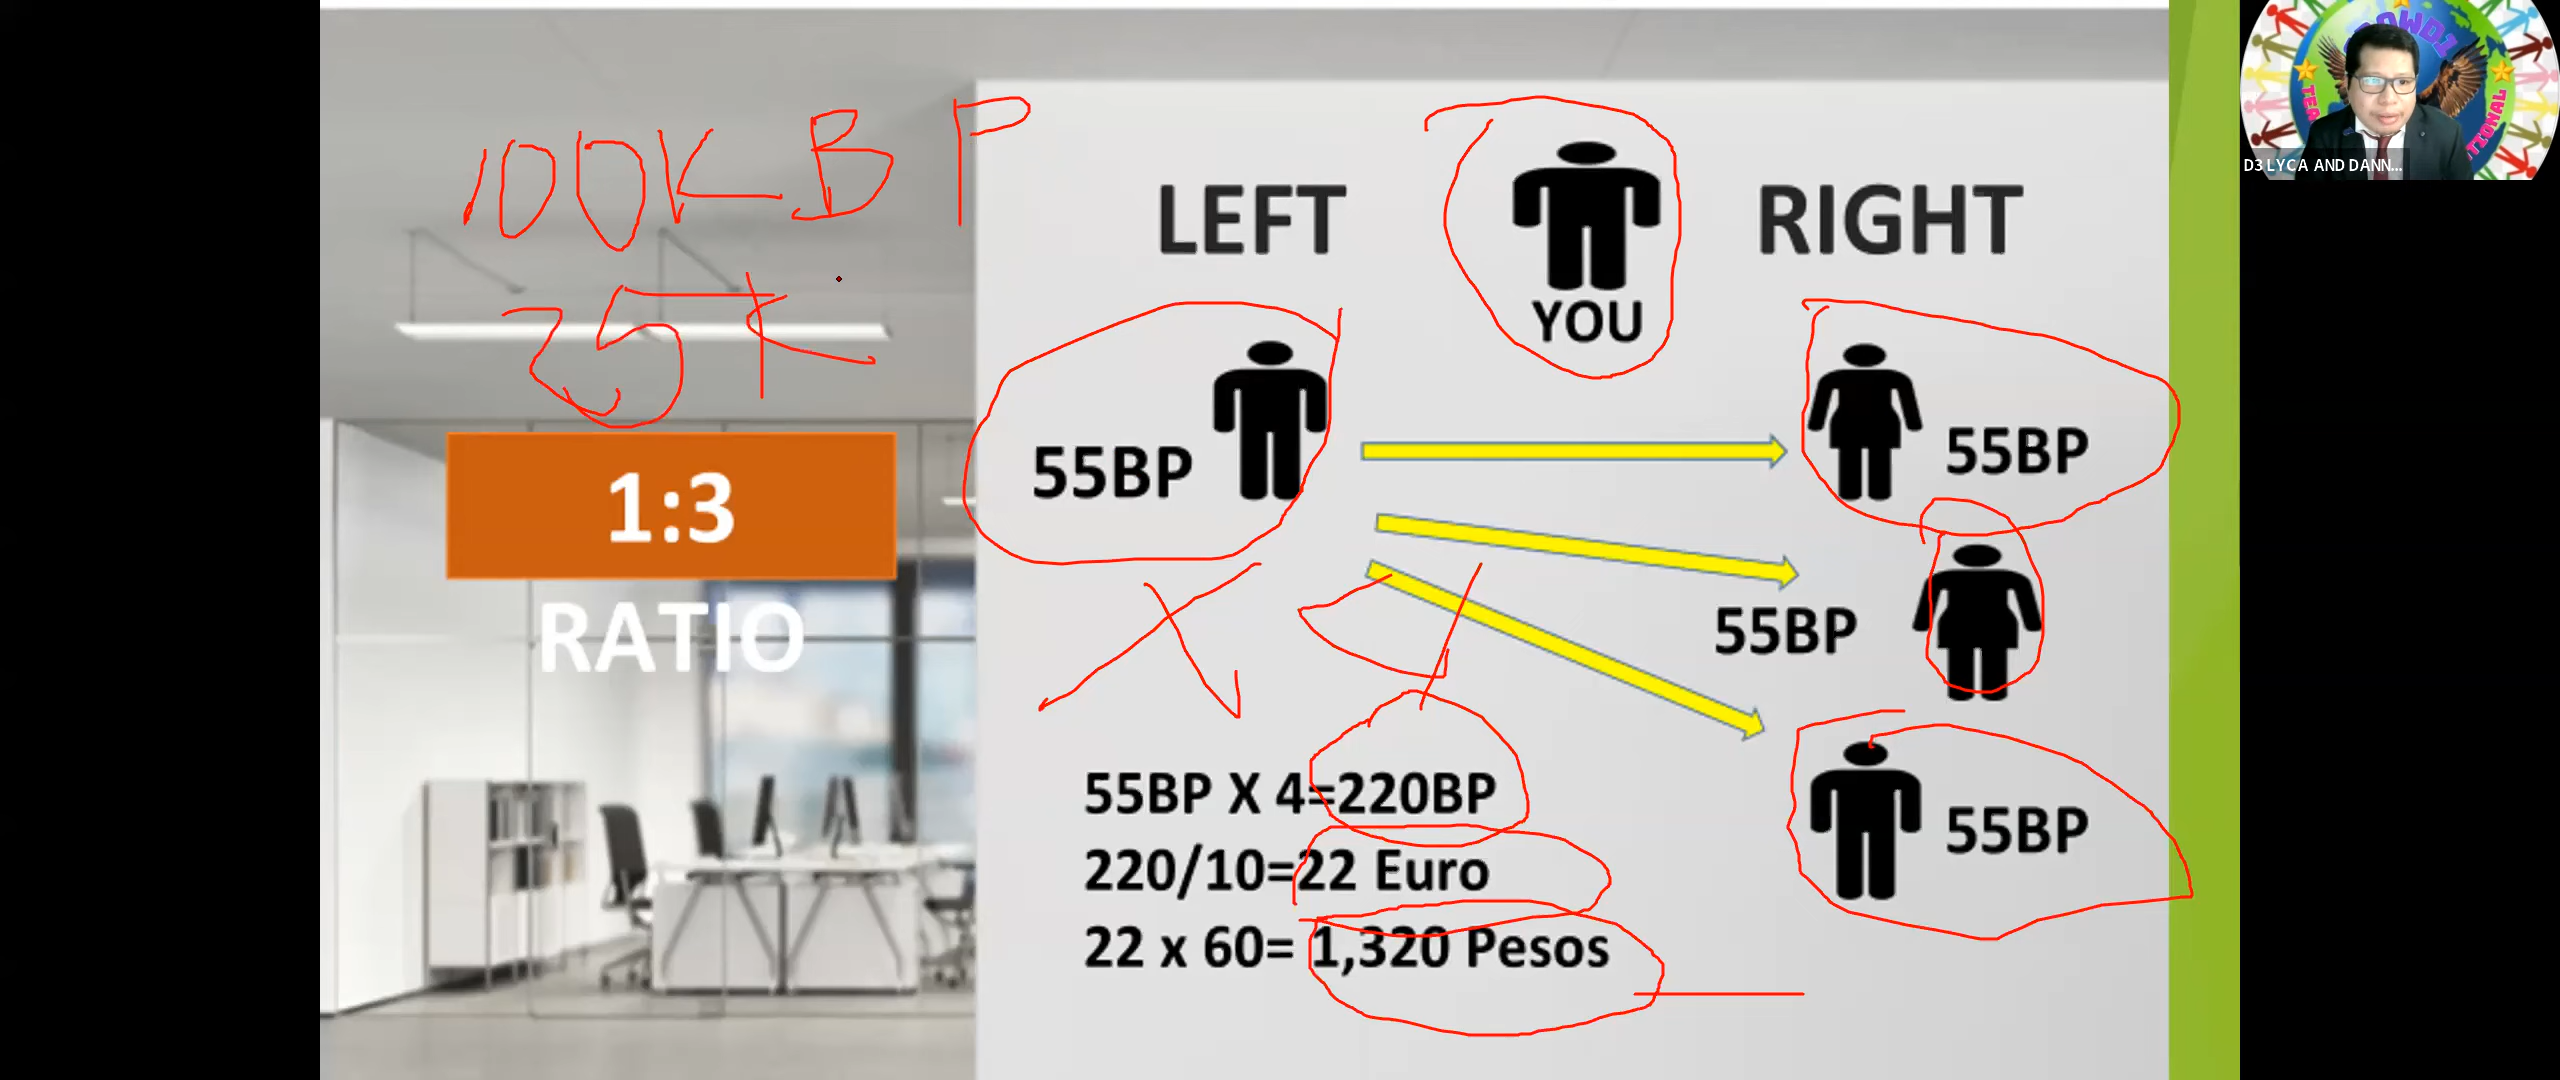 100K BP
LEFT
RIGHT
25K
YOU
1:3
RATIO
55BP
55BP
55BP
55BP
55BP X 4=220BP
220/10=22 Euro
22 x 60= 1,320 Pesos
D3 LYCA AND DANN...